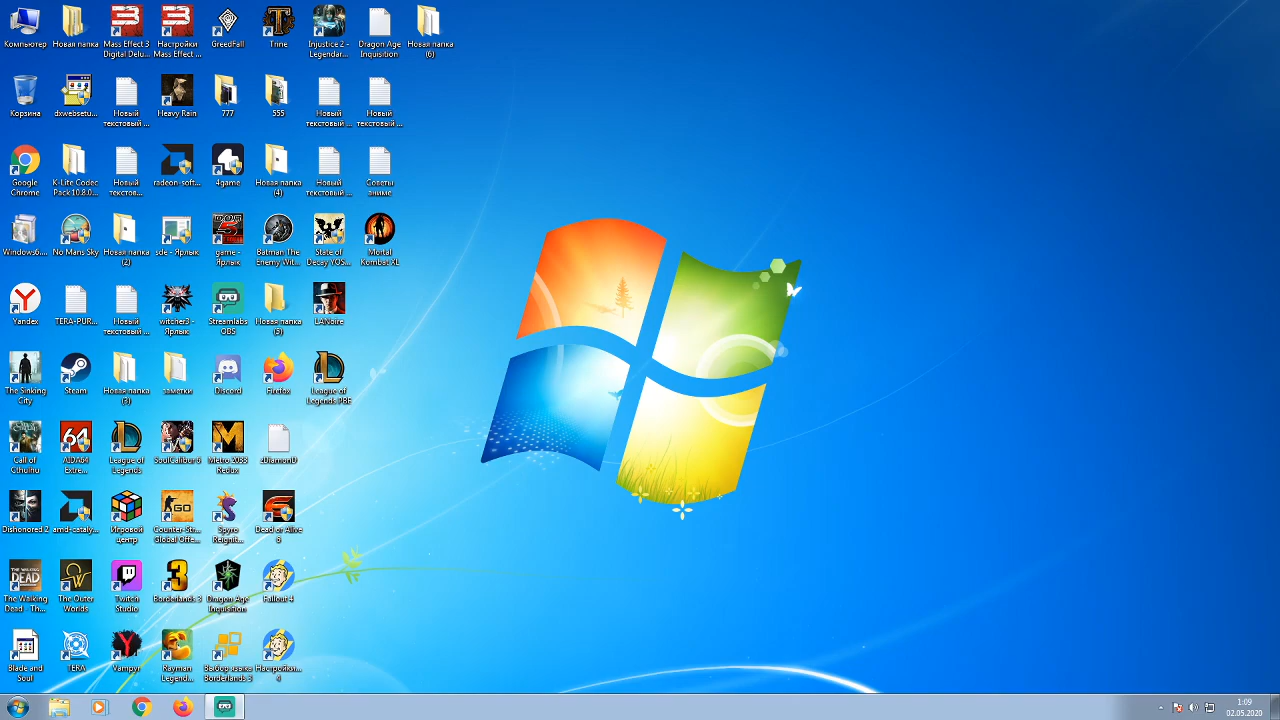 Компьютер
Новая папка
Mass Effect 3
Digital Delu...
Настройки
Mass Effect ...
GreedFall
Trine
Injustice 2 -
Legendar...
Dragon Age
Inquisition
Новая папка
(6)
Корзина
dxwebsetu...
Новый
текстовый ...
Heavy Rain
777
555
Новый
текстовый ...
Новый
текстовый ...
Google
Chrome
K-Lite Codec
Pack 10.8.0...
Новый
текстов...
radeon-soft...
4game
Новая папка
(4)
Новый
текстовый ...
Советы
аниме
Windows6....
No Mans Sky
Новая папка
(2)
sde - Ярлык
game -
Ярлык
Batman The
Enemy Wit...
State of
Decay YOS...
Mortal
Kombat XL
Yandex
TERA-PUR...
Новый
текстовый ...
witcher3 -
Ярлык
Streamlabs
OBS
Новая папка
(5)
LANoire
The Sinking
City
Steam
Новая папка
(3)
заметки
Discord
Firefox
League of
Legends PBE
Call of
Cthulhu
AIDA64
Extre...
League of
Legends
SoulCalibur 6
Metro 2033
Redux
2DiamonD
Dishonored 2
amd-cataly...
Игровой
центр
Counter-Str...
Global Offe...
Spyro
Reignit...
Dead or Alive
6
The Walking
Dead - Th...
The Outer
Worlds
Twitch
Studio
Borderlands 3
Dragon Age
Inquisition
Fallout 4
Blade and
Soul
TERA
Vampyr
Rayman
Legend...
Выбор языка
Borderlands 3
Настройки...
4
1:09
02.05.2020